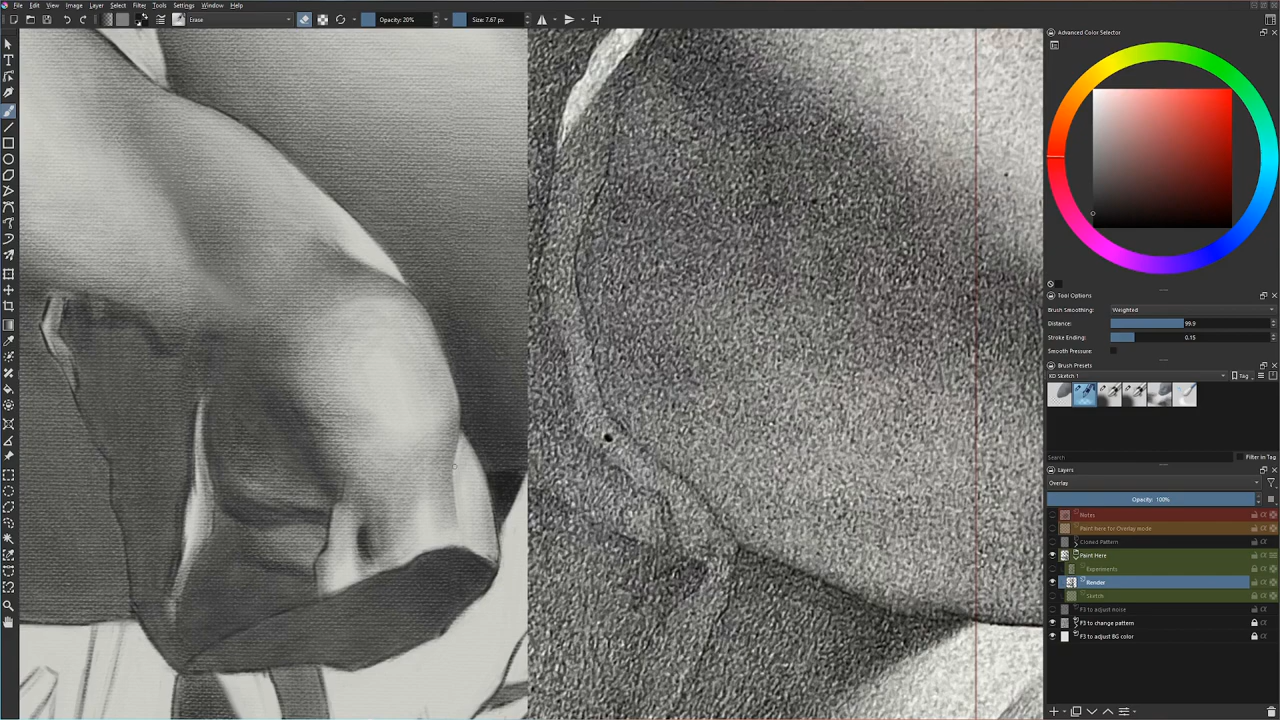 File Edit View Image Layer Select Filter Tools Settings Window Help
Erase Opacity: 20% Size: 7.67 px
Advanced Color Selector
Tool Options
Brush Smoothing: Weighted
Distance: 99.9
Stroke Ending: 0.15
Smooth Pressure:
Brush Presets
KD Sketch 1 Tag
Search Filter in Tag
Layers
Overlay
Opacity: 100%
Notes
Paint here for Overlay mode
Cloned Pattern
Paint Here
Experiments
Render
Sketch
F3 to adjust noise
F3 to change pattern
F3 to adjust BG color